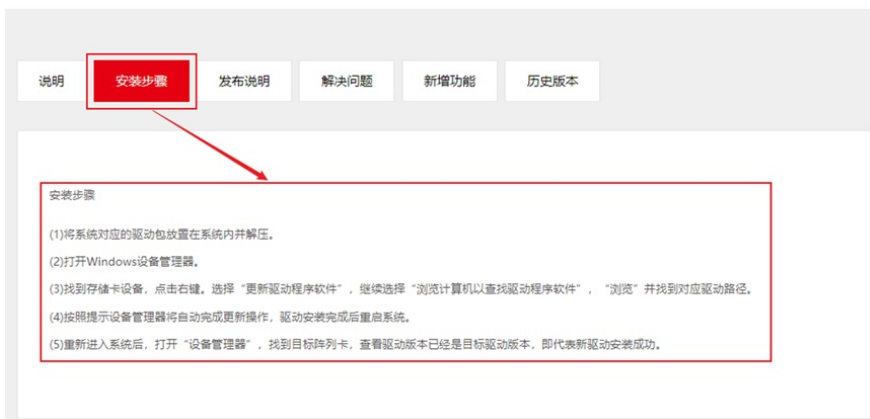 说明 安装步骤 发布说明 解决问题 新增功能 历史版本
安装步骤
(1)将系统对应的驱动包放置在系统内并解压。
(2)打开Windows设备管理器。
(3)找到存储卡设备，点击右键。选择“更新驱动程序软件”，继续选择“浏览计算机以查找驱动程序软件”，“浏览”并找到对应驱动路径。
(4)按照提示设备管理器将自动完成更新操作，驱动安装完成后重启系统。
(5)重新进入系统后，打开“设备管理器”，找到目标阵列卡，查看驱动版本已经是目标驱动版本，即代表新驱动安装成功。